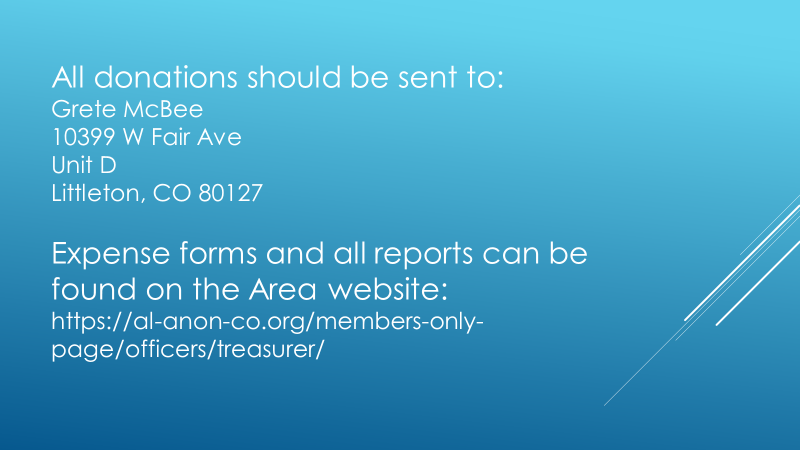 All donations should be sent to:
Grete McBee
10399 W Fair Ave
Unit D
Littleton, CO 80127
Expense forms and all reports can be
found on the Area website:
https://al-anon-co.org/members-only-
page/officers/treasurer/